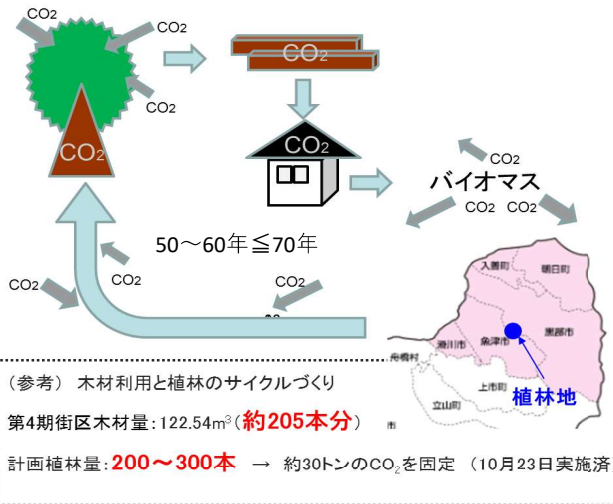 CO2
CO2
CO2
CO2
CO2
CO2
CO2
CO2
バイオマス
CO2 CO2
50～60年≦70年
CO2
CO2
CO2
入善町
朝日町
黒部市
魚津市
滑川市
舟橋村
上市町
立山町
市
植林地
（参考） 木材利用と植林のサイクルづくり
第4期街区木材量：122.54m³（約205本分）
計画植林量：200～300本 → 約30トンのCO₂を固定 （10月23日実施済